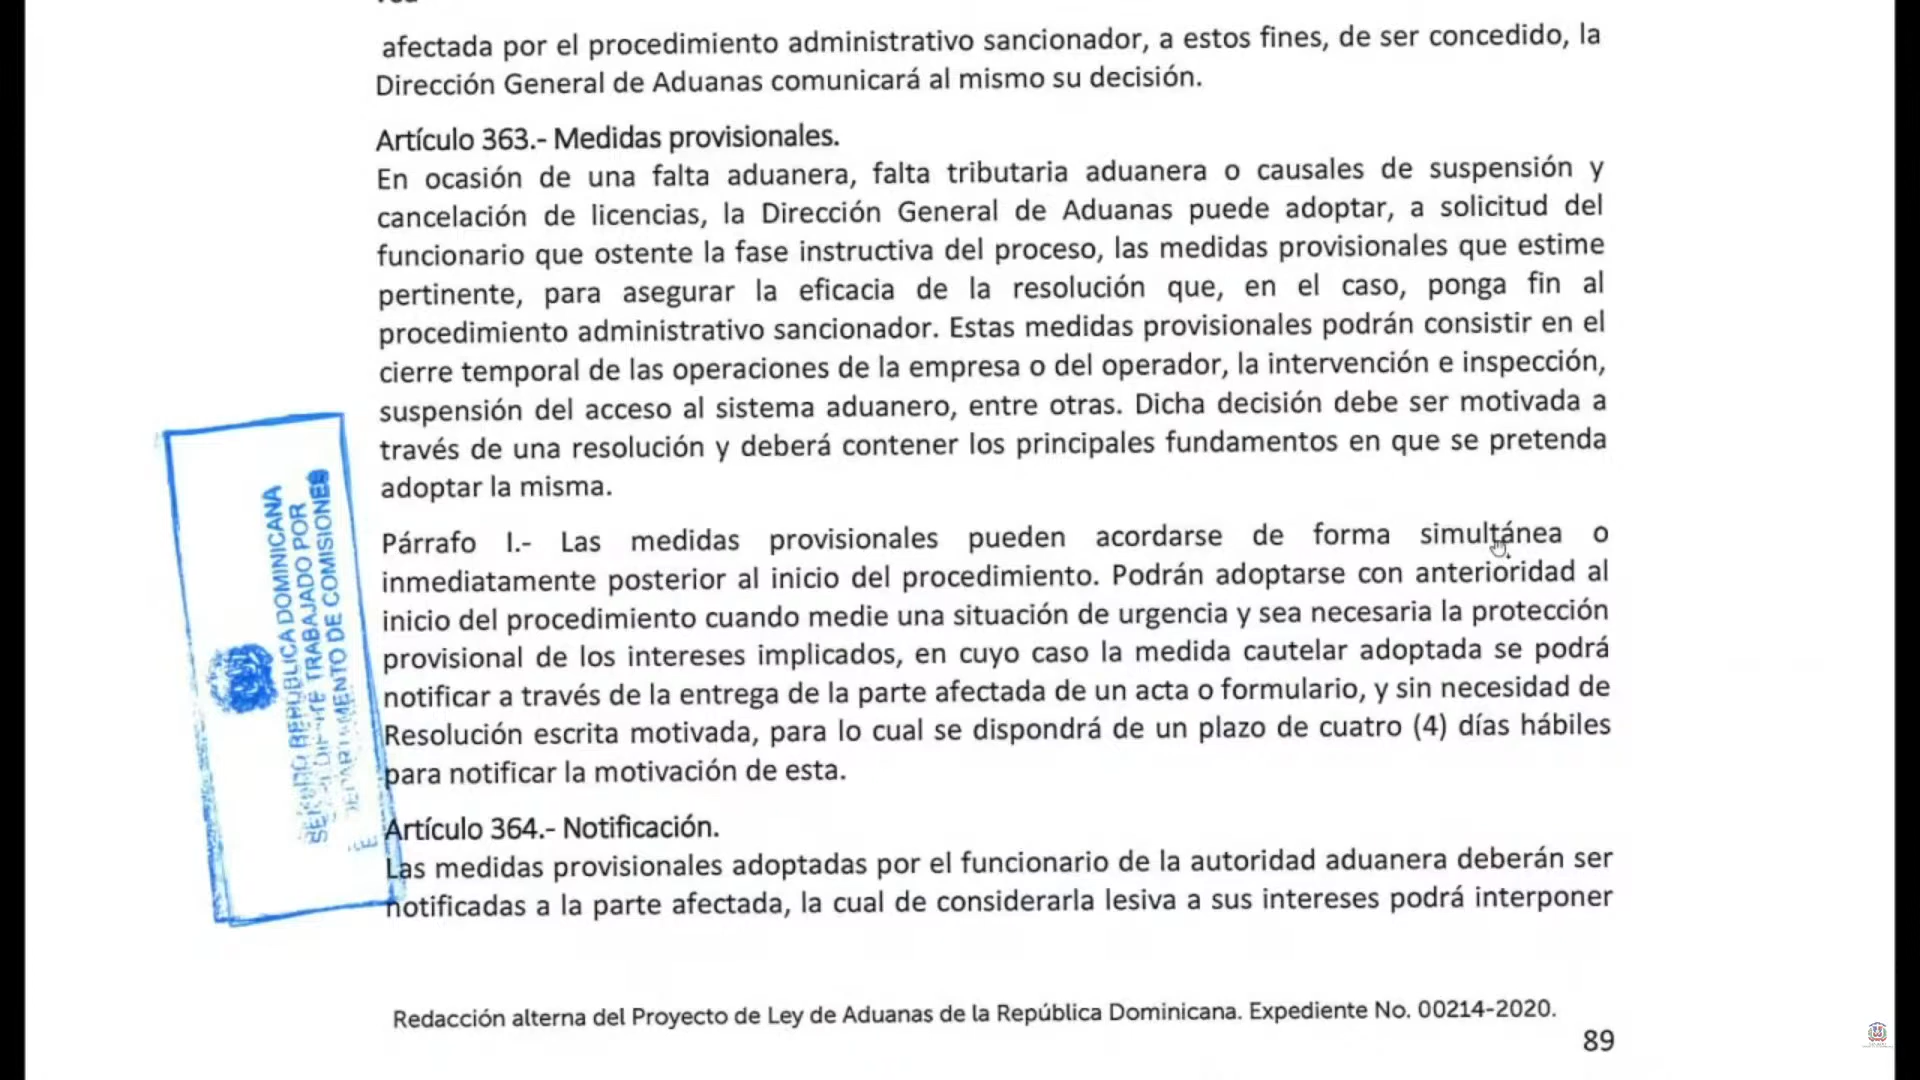 afectada por el procedimiento administrativo sancionador, a estos fines, de ser concedido, la
Dirección General de Aduanas comunicará al mismo su decisión.
Artículo 363.- Medidas provisionales.
En ocasión de una falta aduanera, falta tributaria aduanera o causales de suspensión y
cancelación de licencias, la Dirección General de Aduanas puede adoptar, a solicitud del
funcionario que ostente la fase instructiva del proceso, las medidas provisionales que estime
pertinente, para asegurar la eficacia de la resolución que, en el caso, ponga fin al
procedimiento administrativo sancionador. Estas medidas provisionales podrán consistir en el
cierre temporal de las operaciones de la empresa o del operador, la intervención e inspección,
suspensión del acceso al sistema aduanero, entre otras. Dicha decisión debe ser motivada a
través de una resolución y deberá contener los principales fundamentos en que se pretenda
adoptar la misma.
Párrafo I.- Las medidas provisionales pueden acordarse de forma simultánea o
inmediatamente posterior al inicio del procedimiento. Podrán adoptarse con anterioridad al
inicio del procedimiento cuando medie una situación de urgencia y sea necesaria la protección
provisional de los intereses implicados, en cuyo caso la medida cautelar adoptada se podrá
notificar a través de la entrega de la parte afectada de un acta o formulario, y sin necesidad de
Resolución escrita motivada, para lo cual se dispondrá de un plazo de cuatro (4) días hábiles
para notificar la motivación de esta.
Artículo 364.- Notificación.
Las medidas provisionales adoptadas por el funcionario de la autoridad aduanera deberán ser
notificadas a la parte afectada, la cual de considerarla lesiva a sus intereses podrá interponer
REPÚBLICA DOMINICANA
TRABAJADO POR
DE COMISIONES
Redacción alterna del Proyecto de Ley de Aduanas de la República Dominicana. Expediente No. 00214-2020.
89